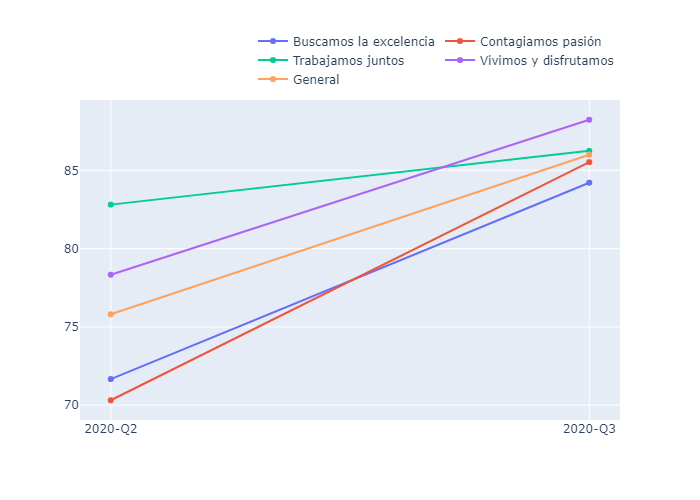 Buscamos la excelencia Contagiamos pasión
Trabajamos juntos Vivimos y disfrutamos
General
85
80
75
70
2020-Q2 2020-Q3